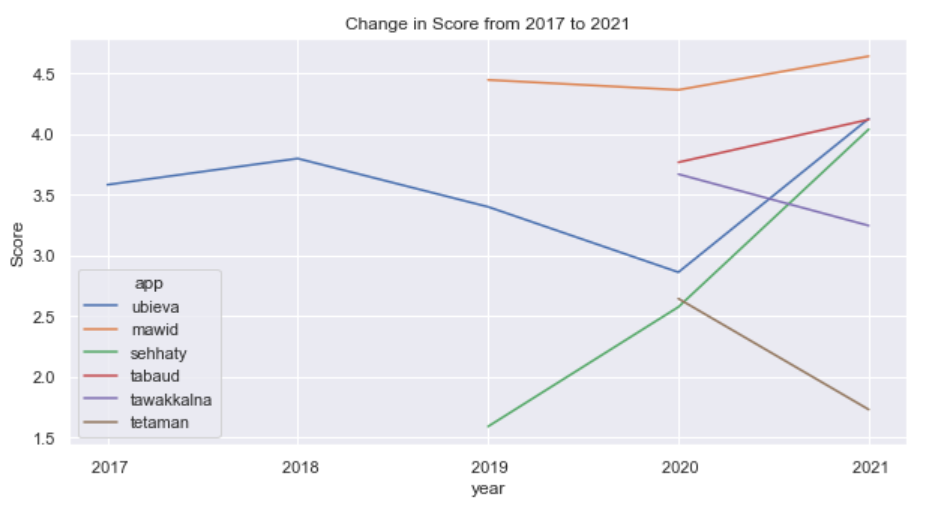 Change in Score from 2017 to 2021
4.5
4.0
3.5
3.0
2.5
2.0
1.5
Score
app
ubieva
mawid
sehhaty
tabaud
tawakkalna
tetaman
2017 2018 2019 2020 2021
year